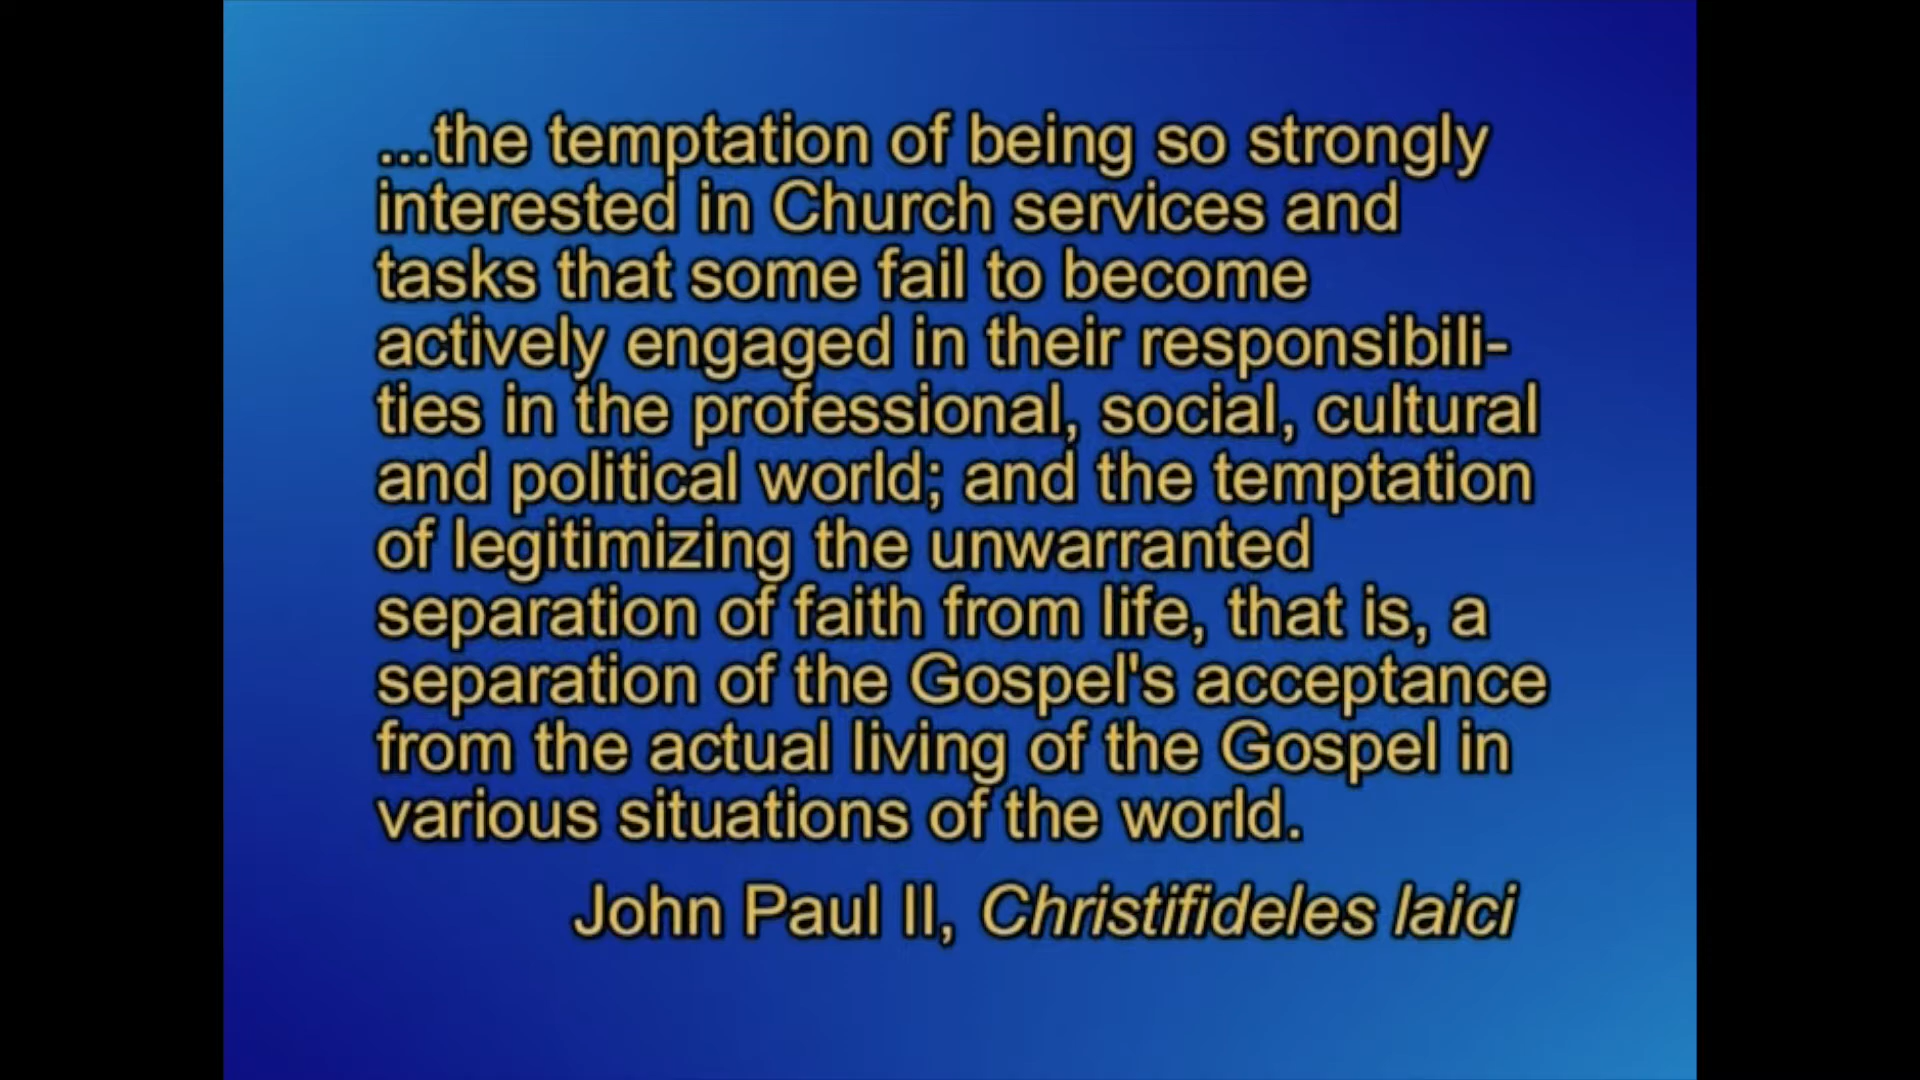 ...the temptation of being so strongly
interested in Church services and
tasks that some fail to become
actively engaged in their responsibili-
ties in the professional, social, cultural
and political world; and the temptation
of legitimizing the unwarranted
separation of faith from life, that is, a
separation of the Gospel's acceptance
from the actual living of the Gospel in
various situations of the world.
John Paul II, Christifideles laici